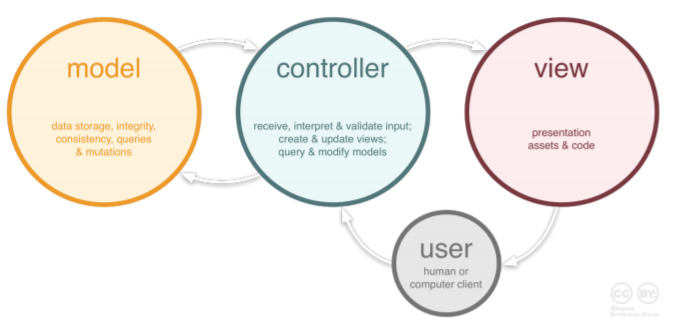 model
data storage, integrity,
consistency, queries
& mutations
controller
receive, interpret & validate input;
create & update views;
query & modify models
view
presentation
assets & code
user
human or
computer client
CC BY: